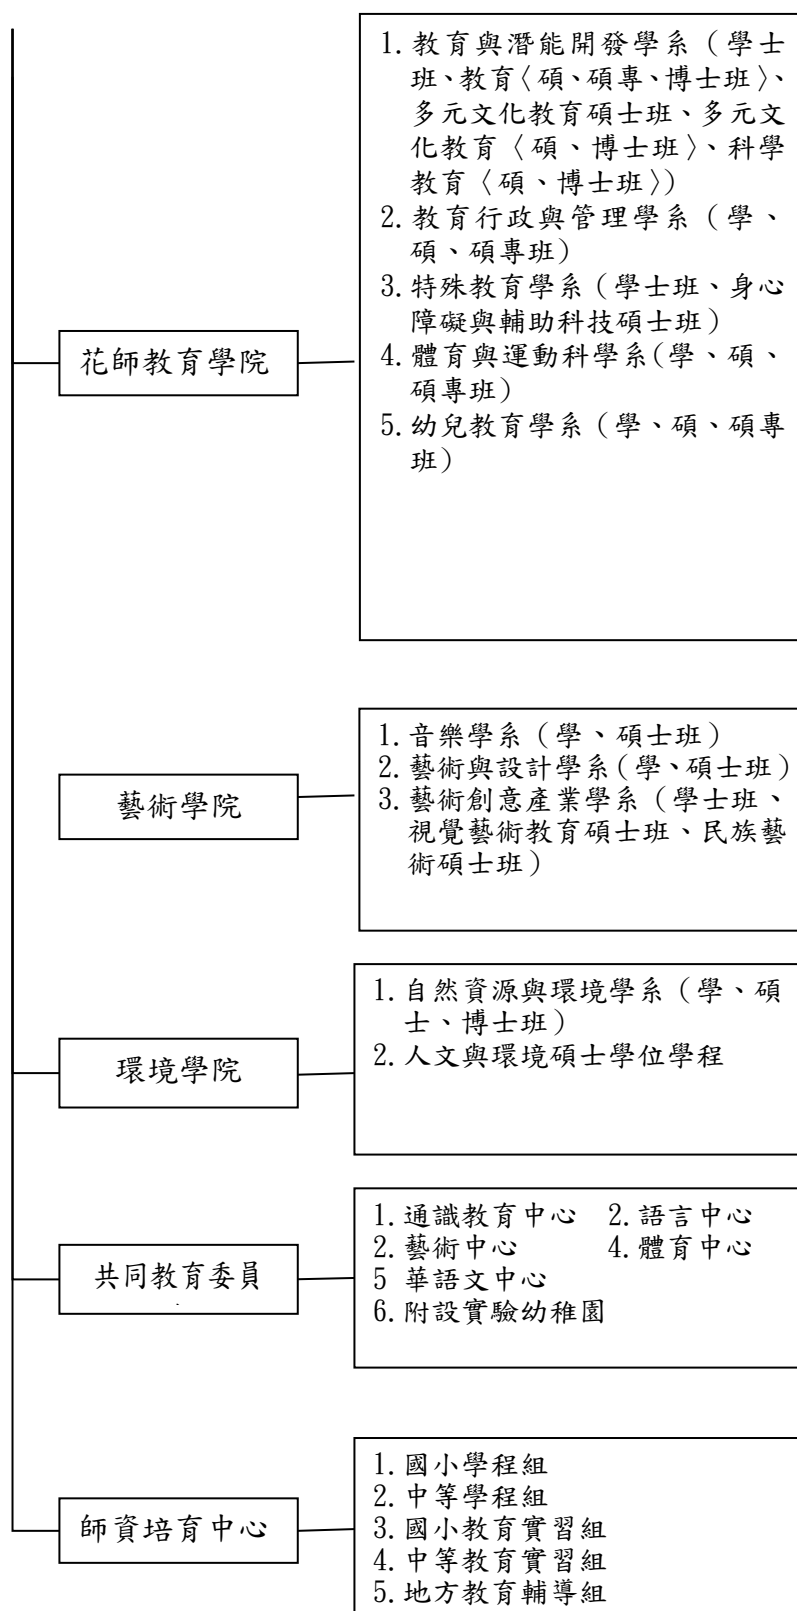 花師教育學院
1.教育與潛能開發學系（學士
班、教育〈碩、碩專、博士班〉、
多元文化教育碩士班、多元文
化教育〈碩、博士班〉、科學
教育〈碩、博士班〉）
2.教育行政與管理學系（學、
碩、碩專班）
3.特殊教育學系（學士班、身心
障礙與輔助科技碩士班）
4.體育與運動科學系（學、碩、
碩專班）
5.幼兒教育學系（學、碩、碩專
班）
藝術學院
1.音樂學系（學、碩士班）
2.藝術與設計學系（學、碩士班）
3.藝術創意產業學系（學士班、
視覺藝術教育碩士班、民族藝
術碩士班）
環境學院
1.自然資源與環境學系（學、碩
士、博士班）
2.人文與環境碩士學位學程
共同教育委員
1.通識教育中心 2.語言中心
2.藝術中心 4.體育中心
5 華語文中心
6.附設實驗幼稚園
師資培育中心
1.國小學程組
2.中等學程組
3.國小教育實習組
4.中等教育實習組
5.地方教育輔導組